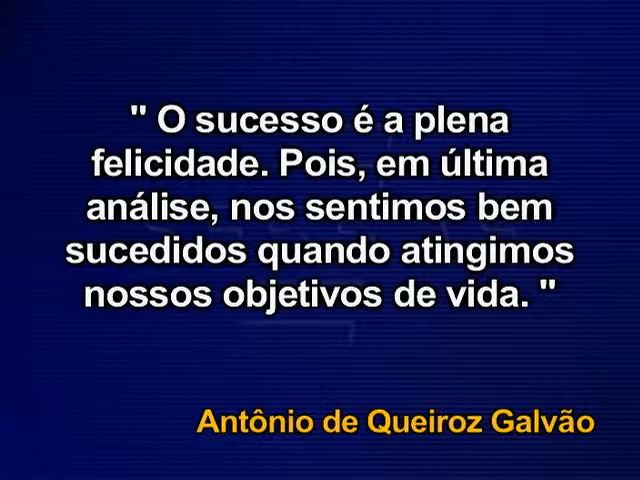 " O sucesso é a plena
felicidade. Pois, em última
análise, nos sentimos bem
sucedidos quando atingimos
nossos objetivos de vida. "
Antônio de Queiroz Galvão